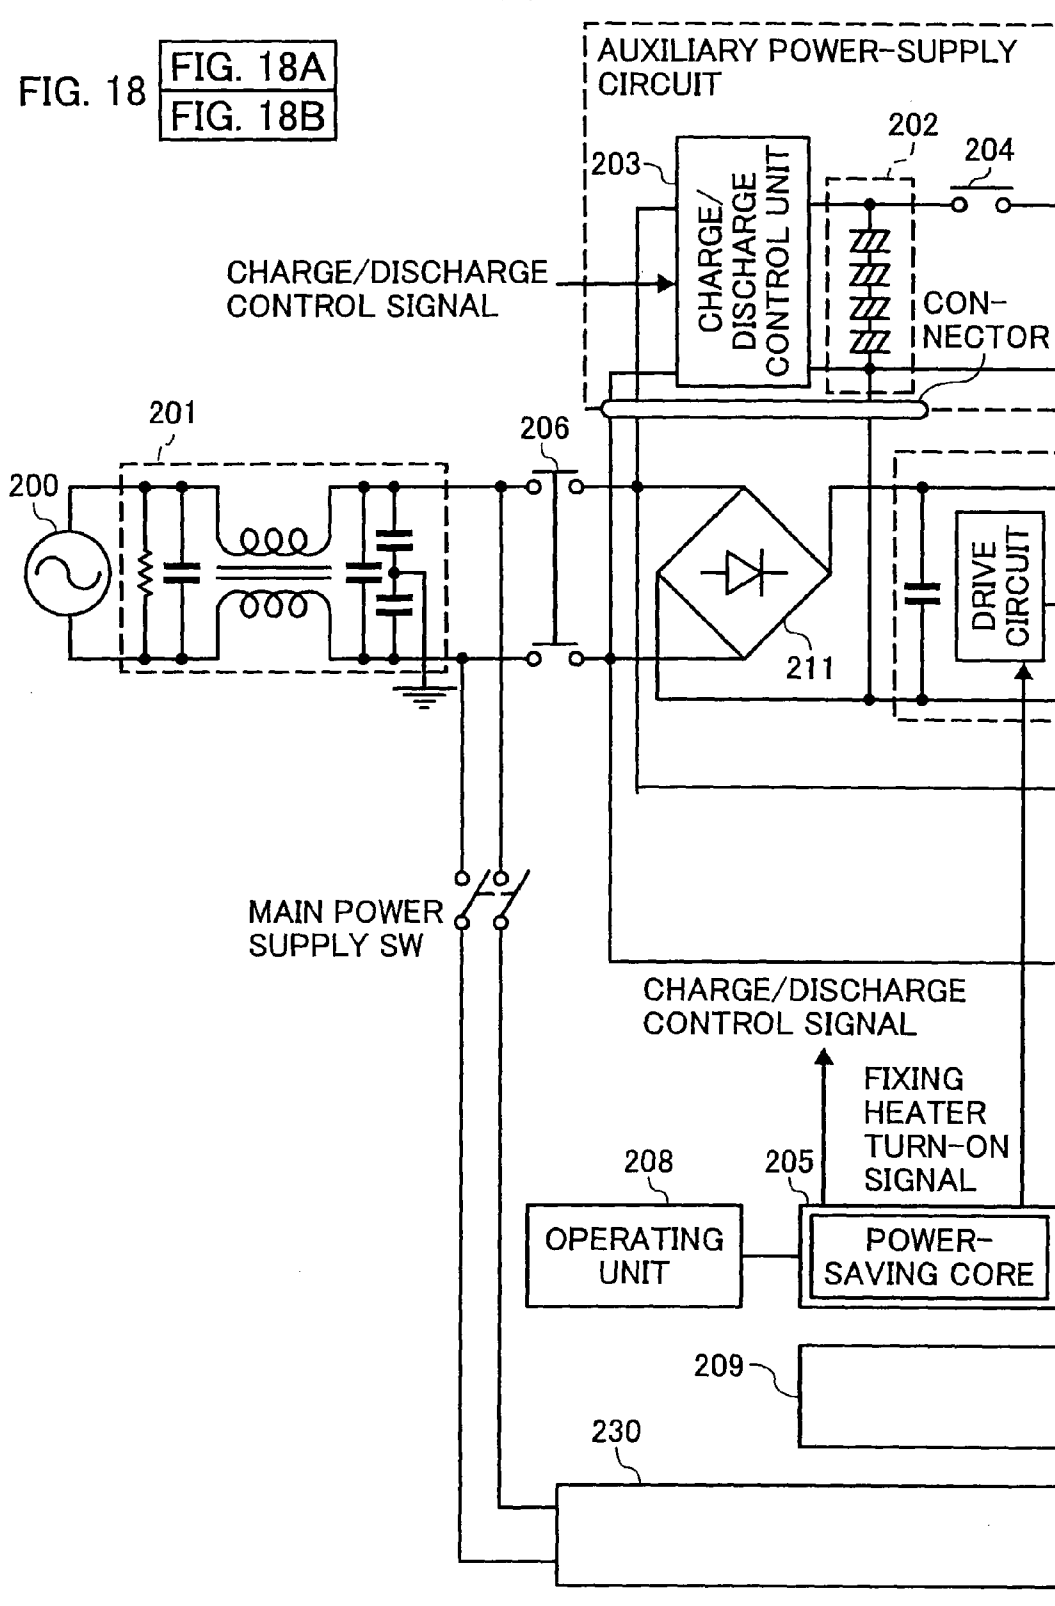 FIG. 18
FIG. 18A
FIG. 18B
AUXILIARY POWER-SUPPLY
CIRCUIT
202
203
204
CHARGE/
DISCHARGE
CONTROL UNIT
CHARGE/DISCHARGE
CONTROL SIGNAL
CON-
NECTOR
201
206
200
DRIVE
CIRCUIT
211
MAIN POWER
SUPPLY SW
CHARGE/DISCHARGE
CONTROL SIGNAL
FIXING
HEATER
TURN-ON
SIGNAL
208
205
OPERATING
UNIT
POWER-
SAVING CORE
209
230